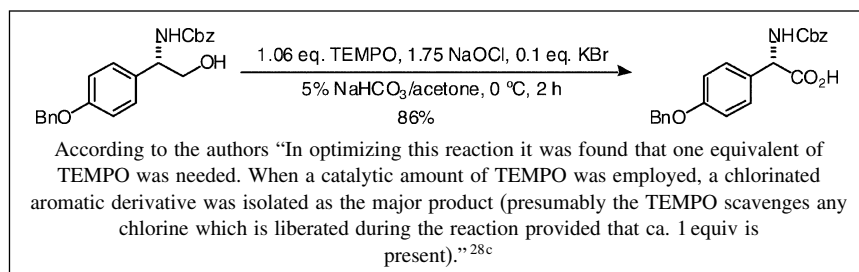 NHCbz
NHCbz
OH
1.06 eq. TEMPO, 1.75 NaOCl, 0.1 eq. KBr
CO₂H
5% NaHCO₃/acetone, 0 ºC, 2 h
BnO
86%
BnO
According to the authors “In optimizing this reaction it was found that one equivalent of
TEMPO was needed. When a catalytic amount of TEMPO was employed, a chlorinated
aromatic derivative was isolated as the major product (presumably the TEMPO scavenges any
chlorine which is liberated during the reaction provided that ca. 1 equiv is
present).”²⁸ᶜ